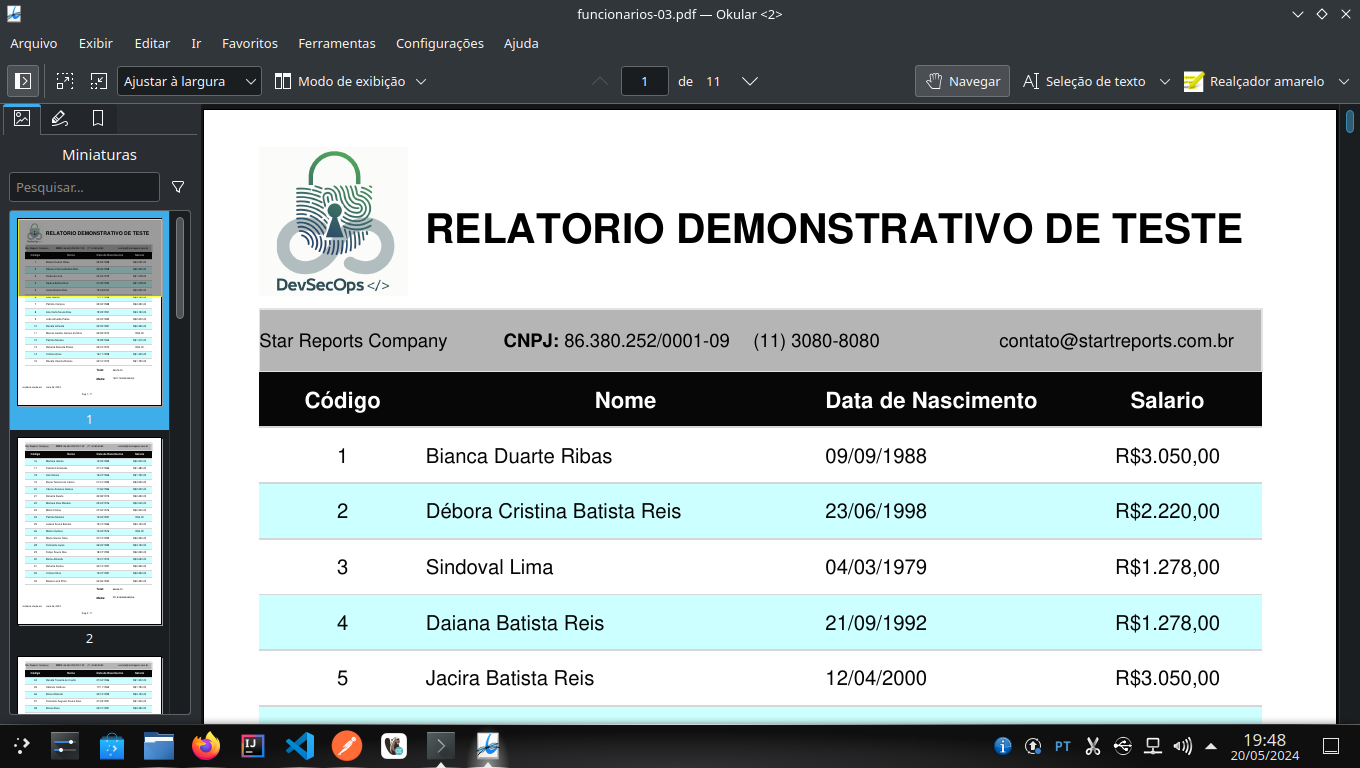 funcionarios-03.pdf — Okular <2>
Arquivo Exibir Editar Ir Favoritos Ferramentas Configurações Ajuda
Ajustar à largura Modo de exibição 1 de 11 Navegar Seleção de texto Realçador amarelo
Miniaturas
Pesquisar...
1
2
DevSecOps </>
RELATORIO DEMONSTRATIVO DE TESTE
Star Reports Company CNPJ: 86.380.252/0001-09 (11) 3080-8080 contato@startreports.com.br
Código Nome Data de Nascimento Salario
1 Bianca Duarte Ribas 09/09/1988 R$3.050,00
2 Débora Cristina Batista Reis 23/06/1998 R$2.220,00
3 Sindoval Lima 04/03/1979 R$1.278,00
4 Daiana Batista Reis 21/09/1992 R$1.278,00
5 Jacira Batista Reis 12/04/2000 R$3.050,00
PT 19:48
20/05/2024